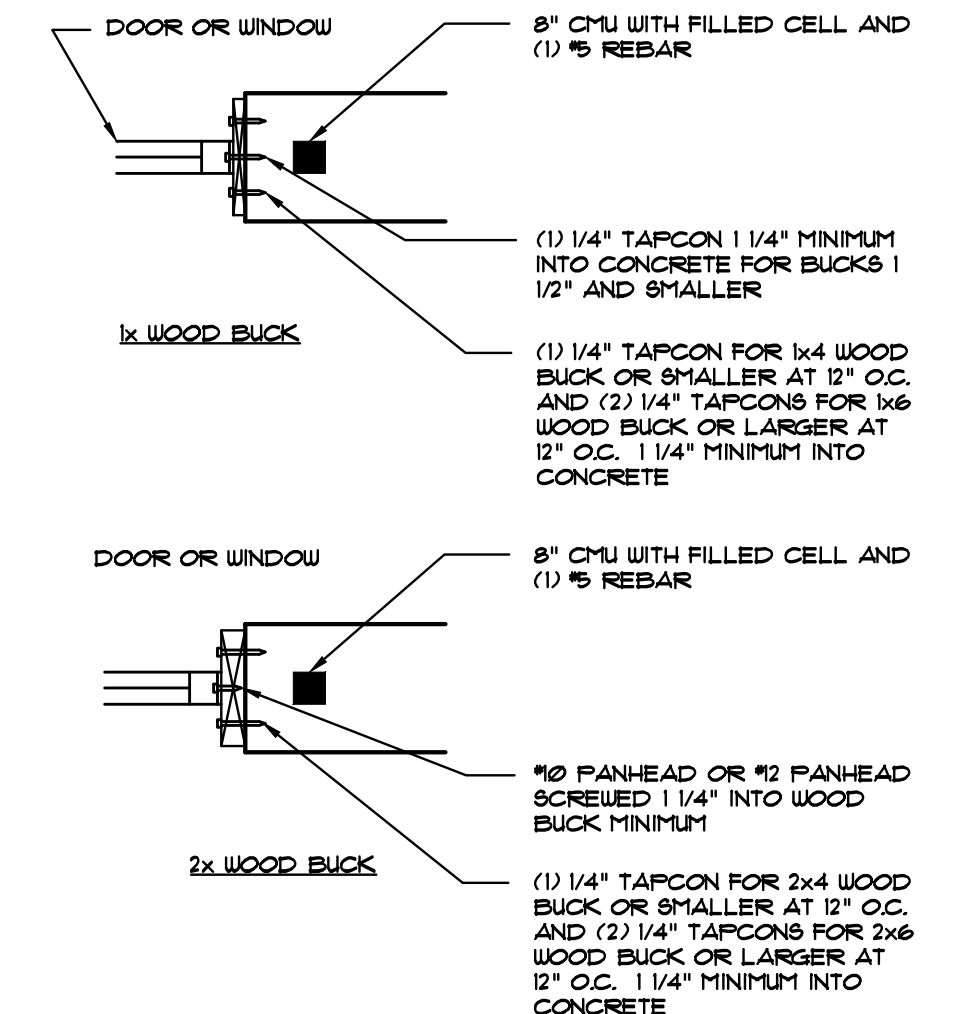 DOOR OR WINDOW
8" CMU WITH FILLED CELL AND
(1) #5 REBAR
(1) 1/4" TAPCON 1 1/4" MINIMUM
INTO CONCRETE FOR BUCKS 1
1/2" AND SMALLER
1x WOOD BUCK
(1) 1/4" TAPCON FOR 1x4 WOOD
BUCK OR SMALLER AT 12" O.C.
AND (2) 1/4" TAPCONS FOR 1x6
WOOD BUCK OR LARGER AT
12" O.C. 1 1/4" MINIMUM INTO
CONCRETE
DOOR OR WINDOW
8" CMU WITH FILLED CELL AND
(1) #5 REBAR
#10 PANHEAD OR #12 PANHEAD
SCREWED 1 1/4" INTO WOOD
BUCK MINIMUM
2x WOOD BUCK
(1) 1/4" TAPCON FOR 2x4 WOOD
BUCK OR SMALLER AT 12" O.C.
AND (2) 1/4" TAPCONS FOR 2x6
WOOD BUCK OR LARGER AT
12" O.C. 1 1/4" MINIMUM INTO
CONCRETE